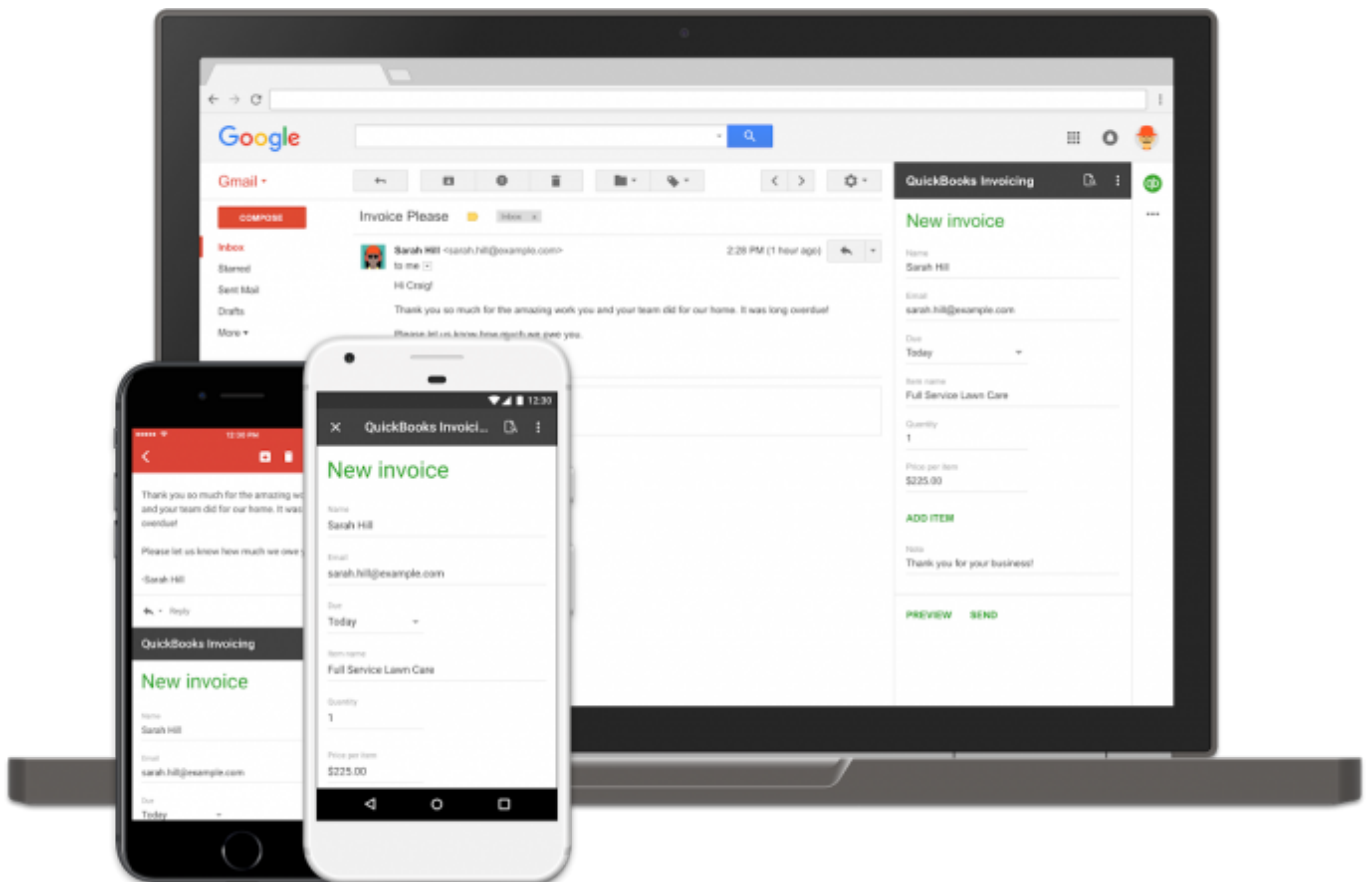 Google
Gmail
QuickBooks Invoicing
COMPOSE
Invoice Please
Inbox x
New invoice
Inbox
Starred
Sent Mail
Drafts
More
Sarah Hill <sarah.hill@example.com>
2:28 PM (1 hour ago)
to me
Hi Craig!
Thank you so much for the amazing work you and your team did for our home. It was long overdue!
Please let us know how much we owe you.
Name
Sarah Hill
Email
sarah.hill@example.com
Due
Today
Item name
Full Service Lawn Care
Quantity
1
Price per item
$225.00
ADD ITEM
Note
Thank you for your business!
PREVIEW SEND
12:30 PM
Thank you so much for the amazing wo
and your team did for our home. It was
overdue!
Please let us know how much we owe y
-Sarah Hill
Reply
QuickBooks Invoicing
New invoice
Name
Sarah Hill
Email
sarah.hill@example.com
Due
Today
12:30
QuickBooks Invoici...
New invoice
Name
Sarah Hill
Email
sarah.hill@example.com
Due
Today
Item name
Full Service Lawn Care
Quantity
1
Price per item
$225.00